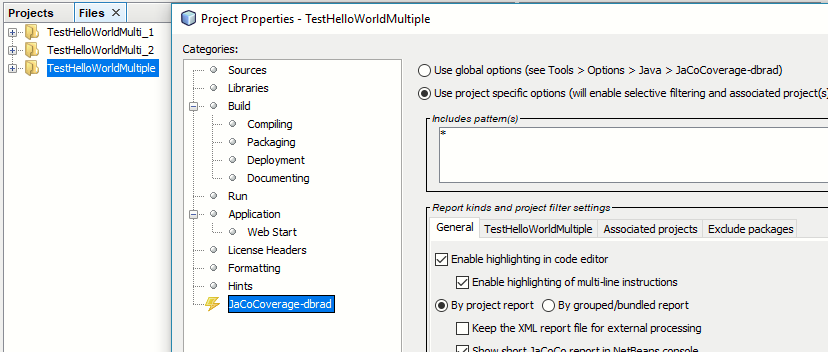 Projects Files X
TestHelloWorldMulti_1
TestHelloWorldMulti_2
TestHelloWorldMultiple
Project Properties - TestHelloWorldMultiple
Categories:
Sources
Libraries
Build
Compiling
Packaging
Deployment
Documenting
Run
Application
Web Start
License Headers
Formatting
Hints
JaCoCoverage-dbrad
Use global options (see Tools > Options > Java > JaCoCoverage-dbrad)
Use project specific options (will enable selective filtering and associated project(s)
Includes pattern(s)
*
Report kinds and project filter settings
General TestHelloWorldMultiple Associated projects Exclude packages
Enable highlighting in code editor
Enable highlighting of multi-line instructions
By project report By grouped/bundled report
Keep the XML report file for external processing
Show short JaCoCo report in NetBeans console